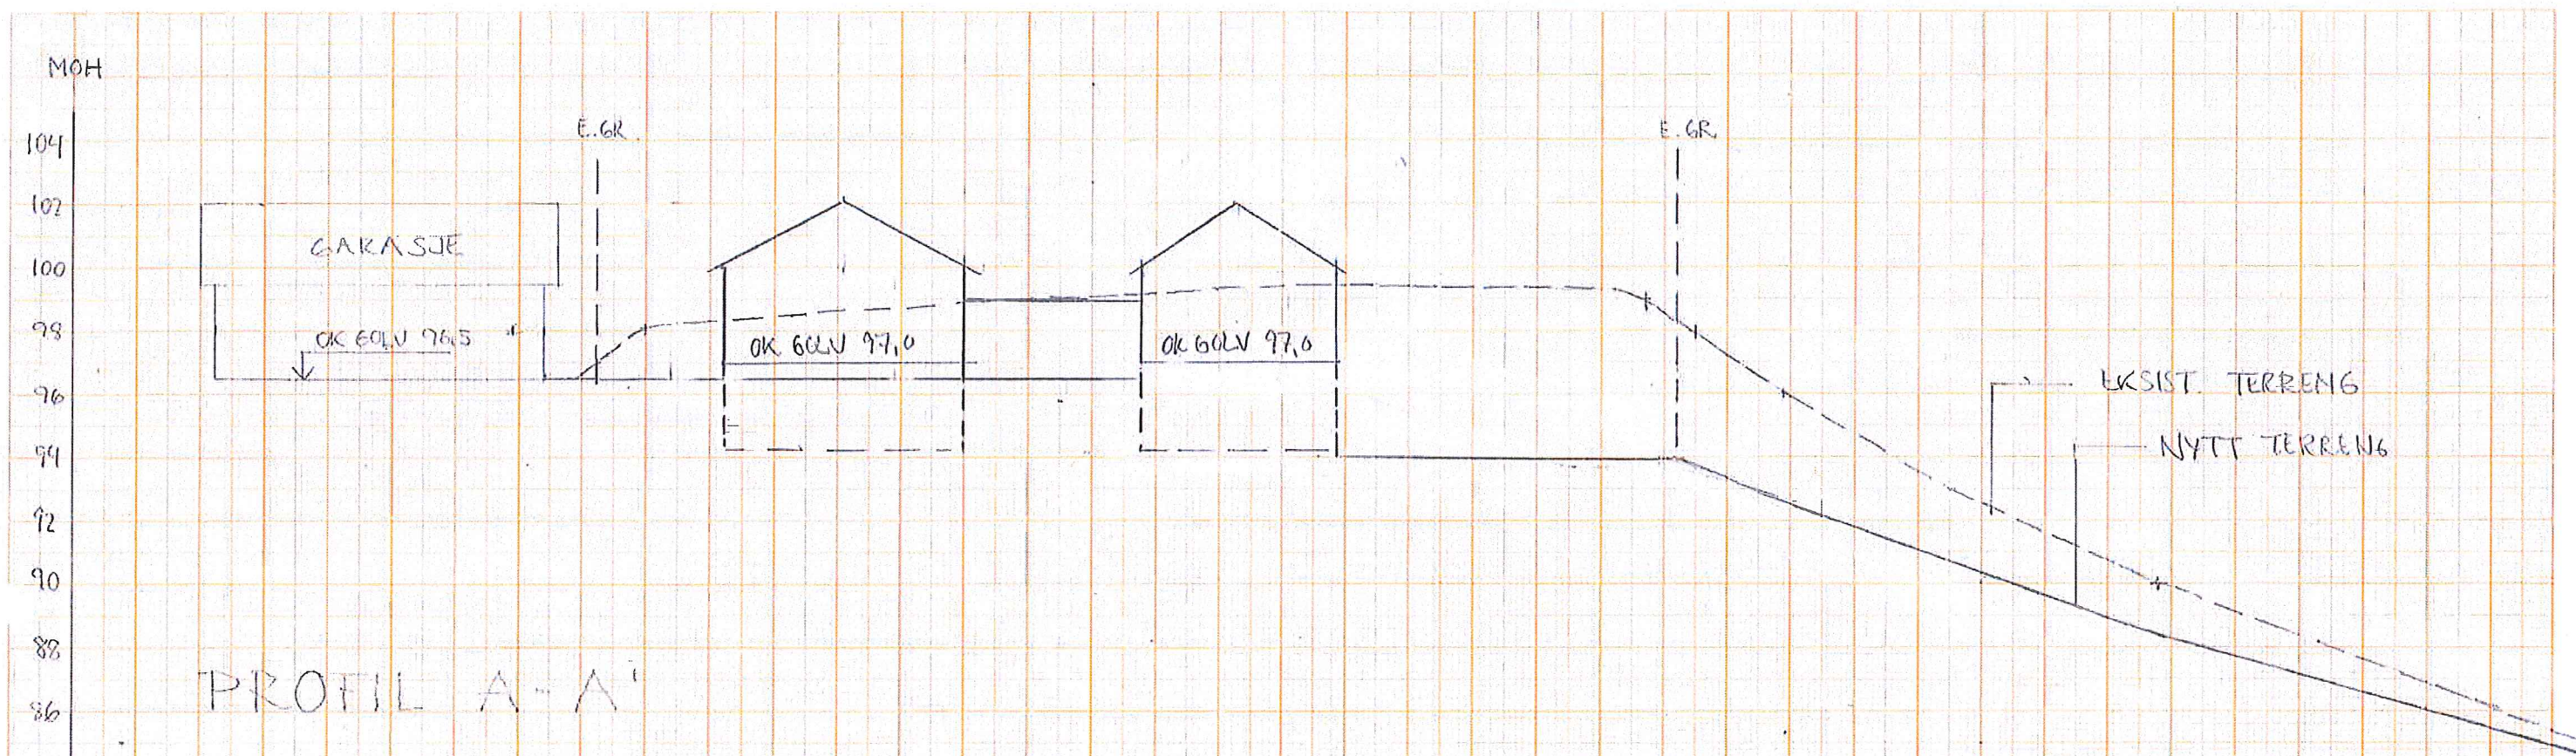 MOH
E.GR.
E.GR.
104
102
GARASJE
100
98
OK GOLV 96,5
OK GOLV 97,0
OK GOLV 97,0
96
EKSIST. TERRENG
94
NYTT TERRENG
92
90
88
PROFIL A-A'
86